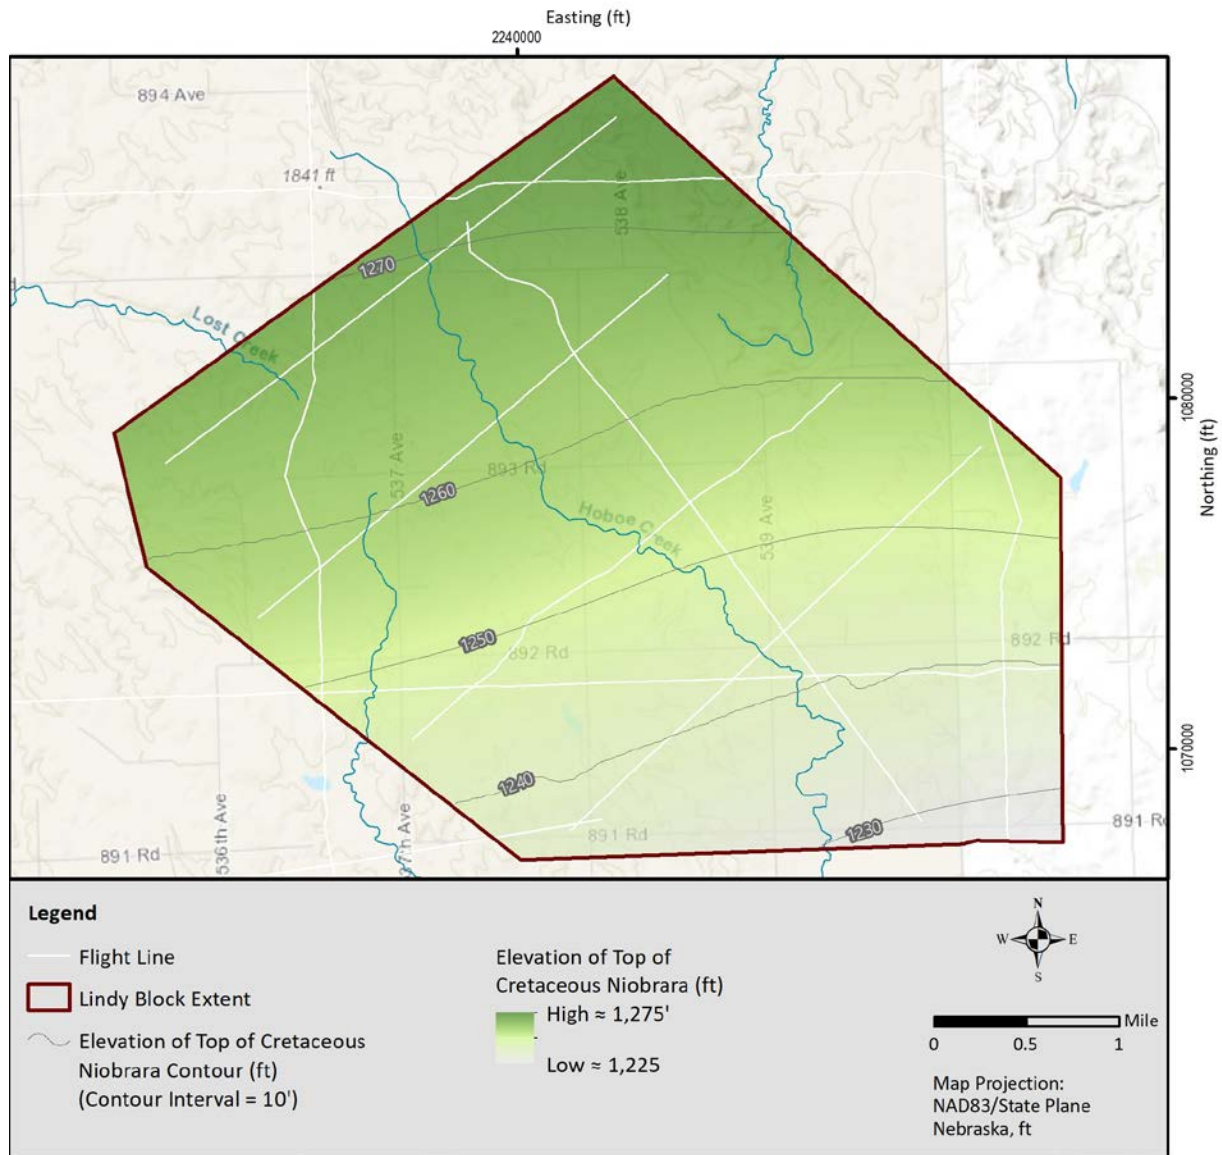 Easting (ft)
2240000
894 Ave
1841 ft
538 Ave
1270
Lost Creek
1080000
Northing (ft)
537 Ave
893 Rd
1260
Hoboe Creek
539 Ave
1250
892 Rd
892 Rd
1070000
1240
536th Ave
37th Ave
891 Rd
1230
891 Rd
891 Rd
Legend
Flight Line
Lindy Block Extent
Elevation of Top of Cretaceous
Niobrara Contour (ft)
(Contour Interval = 10')
Elevation of Top of
Cretaceous Niobrara (ft)
High ≈ 1,275'
Low ≈ 1,225
N
W E
S
Mile
0 0.5 1
Map Projection:
NAD83/State Plane
Nebraska, ft